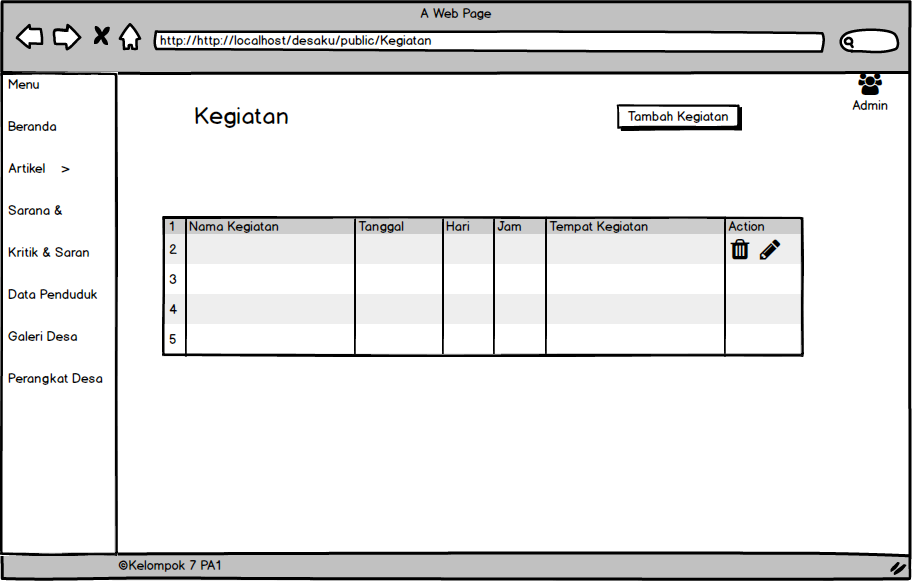 A Web Page
http://http://localhost/desaku/public/Kegiatan
Menu
Admin
Kegiatan
Tambah Kegiatan
Beranda
Artikel >
Sarana &
Kritik & Saran
Data Penduduk
Galeri Desa
Perangkat Desa
1 Nama Kegiatan Tanggal Hari Jam Tempat Kegiatan Action
2
3
4
5
©Kelompok 7 PA1